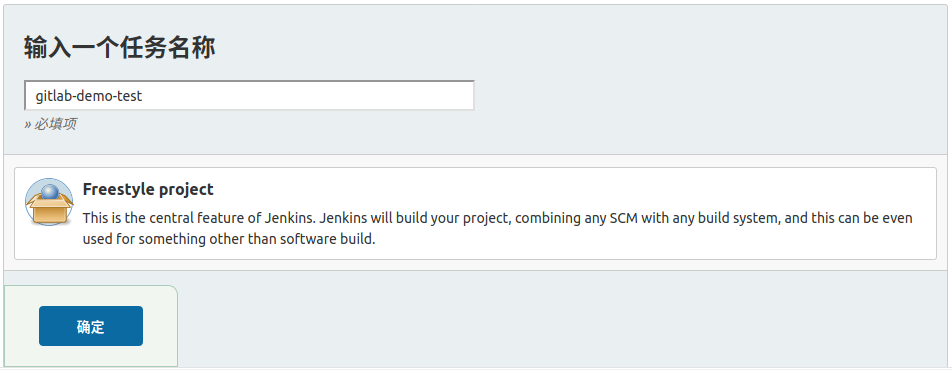 输入一个任务名称
gitlab-demo-test
» 必填项
Freestyle project
This is the central feature of Jenkins. Jenkins will build your project, combining any SCM with any build system, and this can be even
used for something other than software build.
确定